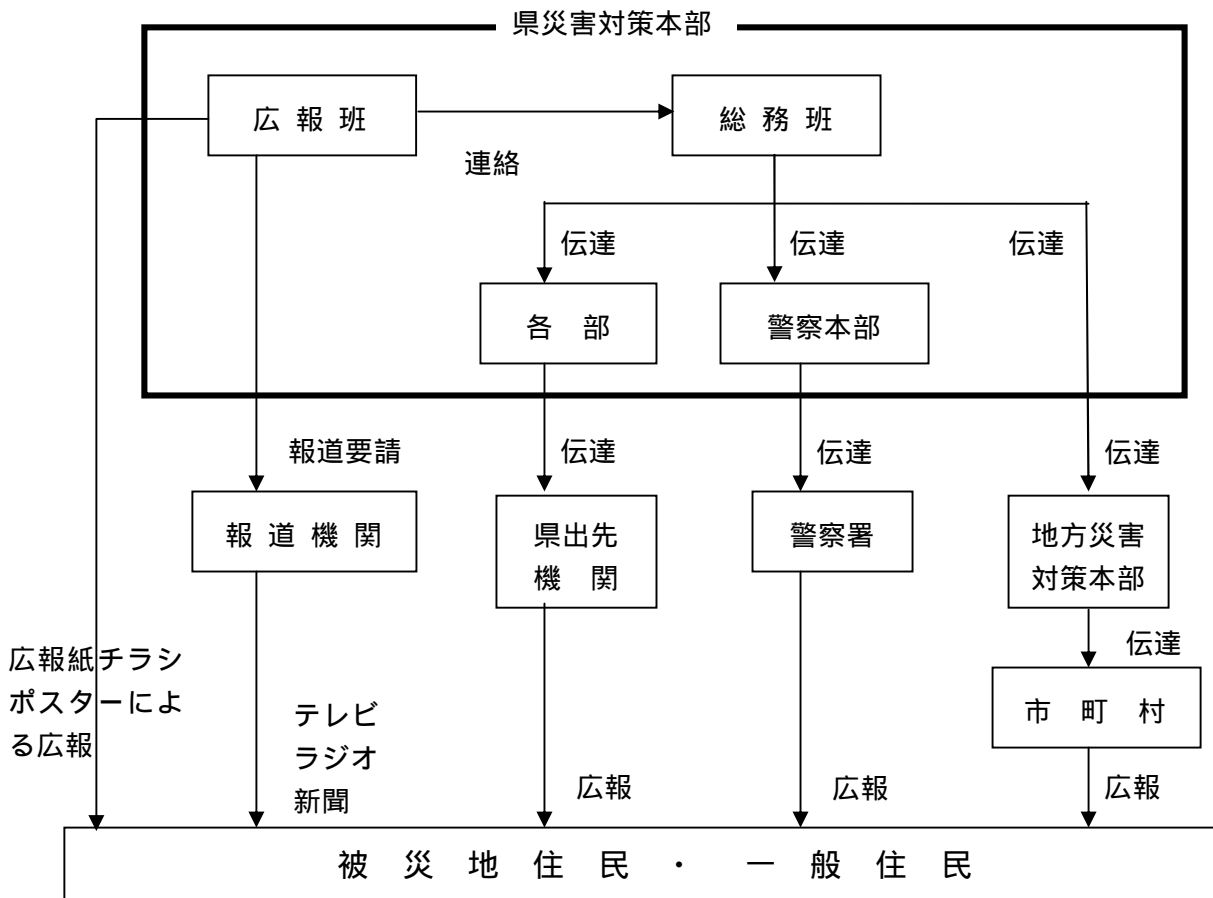 県災害対策本部
広 報 班
総 務 班
連絡
伝達
伝達
伝達
各 部
警察本部
報道要請
伝達
伝達
伝達
報 道 機 関
県出先
機 関
警察署
地方災害
対策本部
伝達
広報紙チラシ
ポスターによ
る広報
テレビ
ラジオ
新聞
市 町 村
広報
広報
広報
被 災 地 住 民 ・ 一 般 住 民